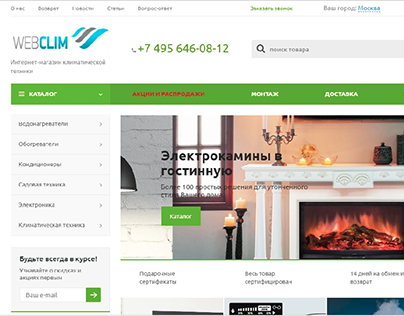 О нас Возврат Новости Статьи Вопрос-ответ Заказать звонок Ваш город: Москва
WEBCLIM
+7 495 646-08-12
поиск товара
Интернет-магазин климатической
техники
КАТАЛОГ АКЦИИ И РАСПРОДАЖИ МОНТАЖ ДОСТАВКА
Водонагреватели
Обогреватели
Кондиционеры
Садовая техника
Электроника
Климатическая техника
Электрокамины в
гостинную
Более 100 простых решения для утонченного
стиля Вашего дома
Каталог
Будьте всегда в курсе!
Узнавайте о скидках и
акциях первым
Ваш e-mail
Подарочные
сертификаты
Весь товар
сертифицирован
14 дней на обмен и
возврат